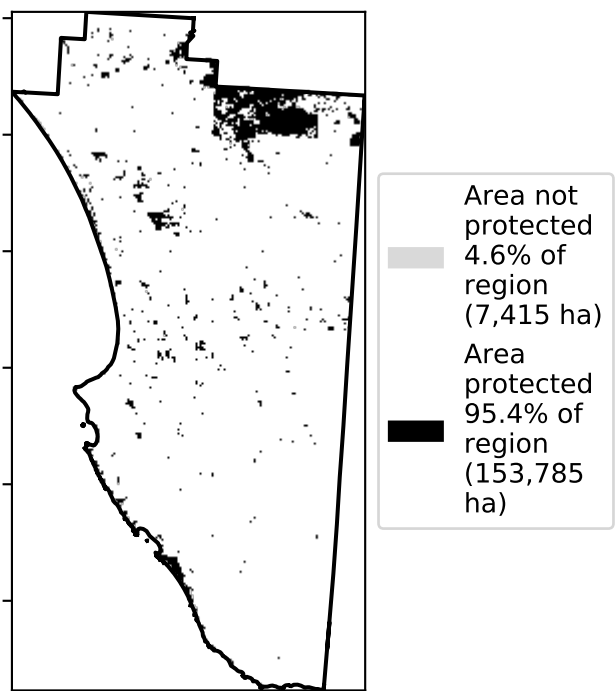 Area not
protected
4.6% of
region
(7,415 ha)
Area
protected
95.4% of
region
(153,785
ha)